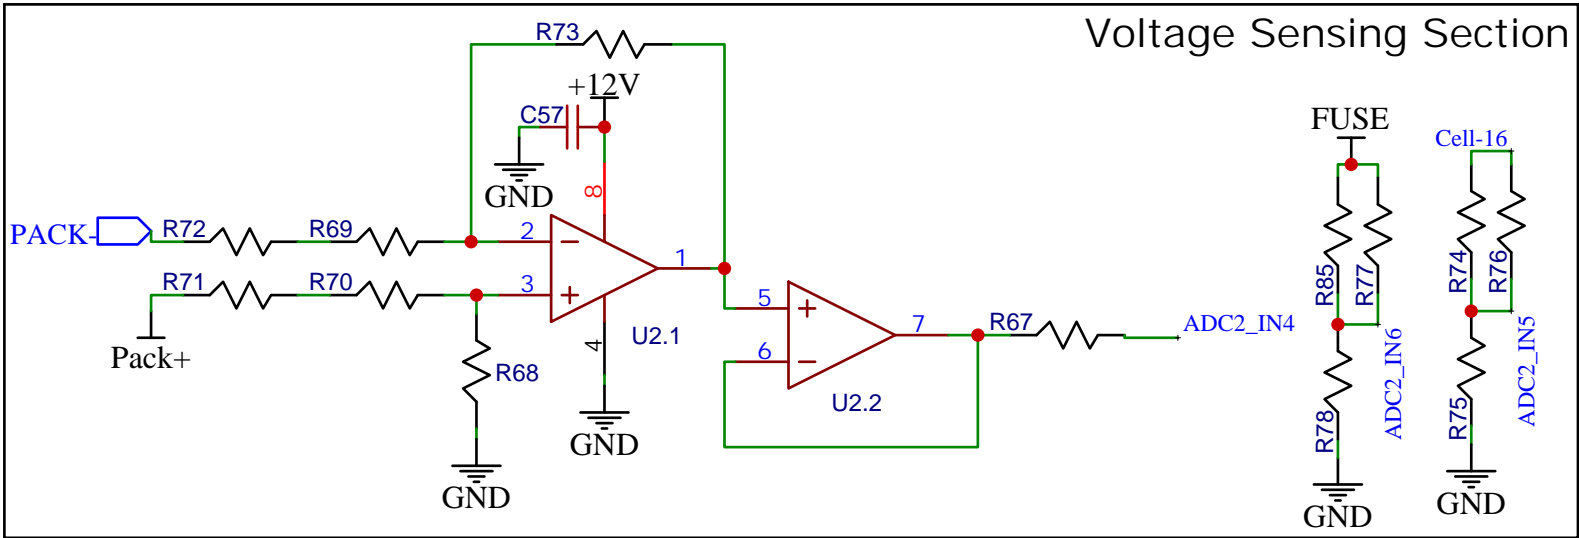 Voltage Sensing Section
R73
+12V
C57
GND
8
PACK-
R72
R69
2
1
R71
R70
3
Pack+
R68
4
U2.1
GND
GND
5
6
7
U2.2
R67
ADC2_IN4
FUSE
R85
R77
ADC2_IN6
R78
GND
Cell-16
R74
R76
ADC2_IN5
R75
GND